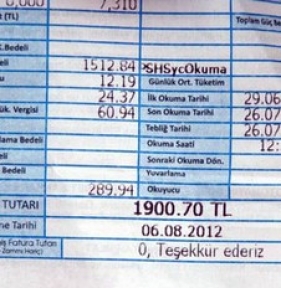 0,000 7,310
(TL) Toplam Güç
Bedeli
1512.84 SHSycOkuma
12.19 Günlük Ort. Tüketim
24.37 İlk Okuma Tarihi 29.06
ük. Vergisi 60.94 Son Okuma Tarihi 26.07
Tebliğ Tarihi 26.07
lama Bedeli Okuma Saati 12:
eli Sonraki Okuma Dön.
Bedeli Yuvarlama
289.94 Okuyucu
TUTARI 1900.70 TL
ne Tarihi 06.08.2012
iş Fatura Tutarı 0, Teşekkür ederiz
Zammı Hariç)